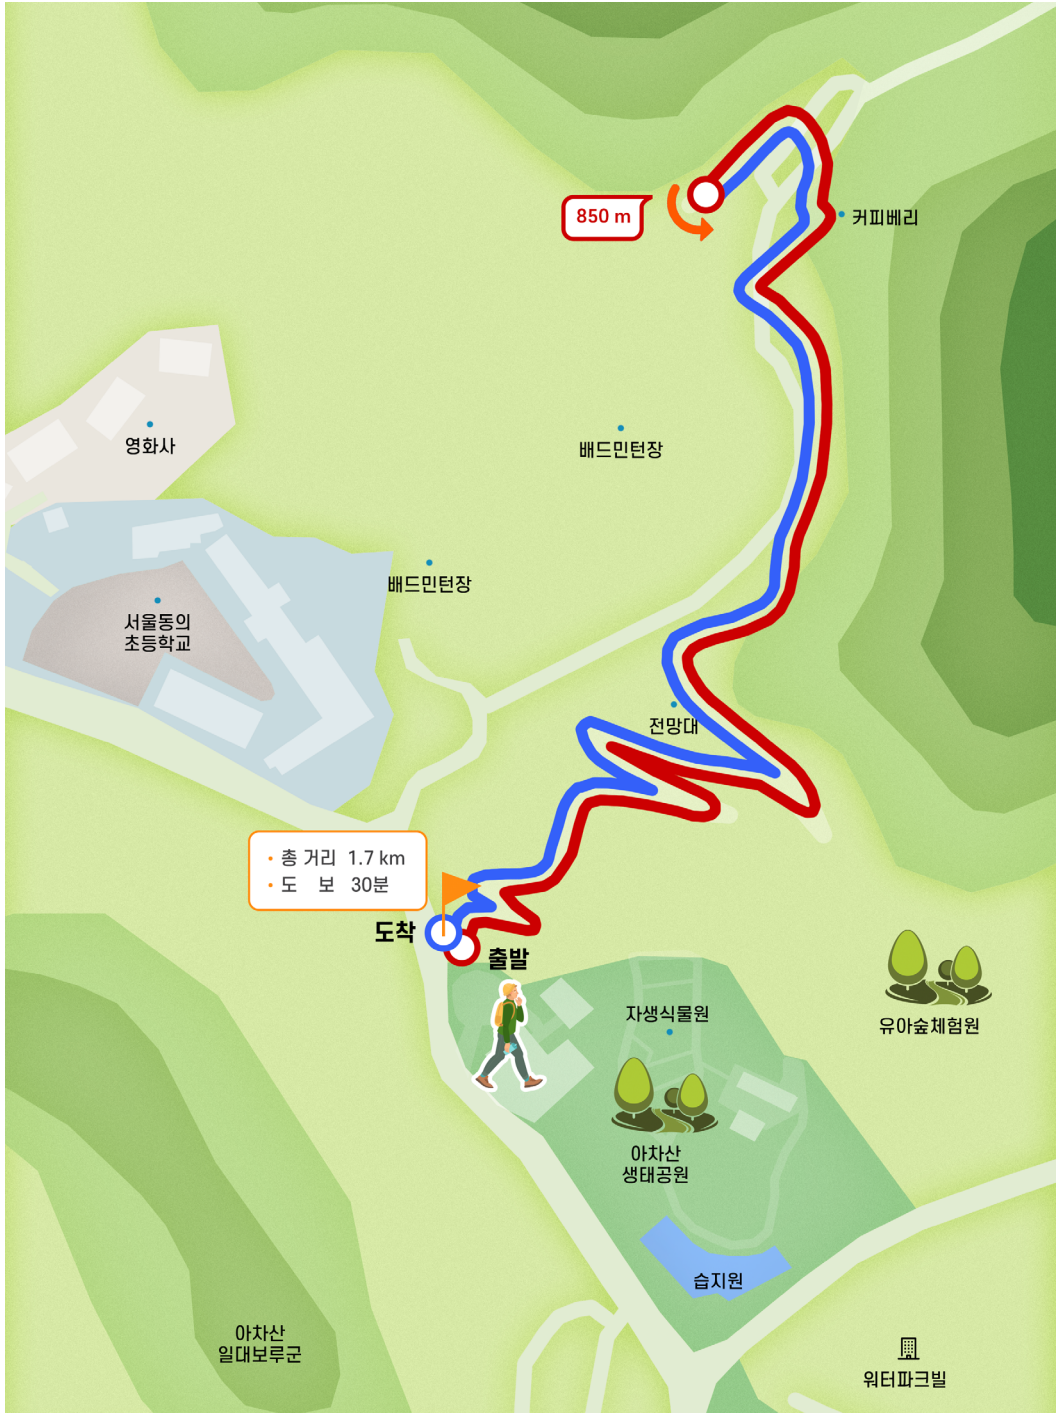 850 m
커피베리
영화사
배드민턴장
배드민턴장
서울동의
초등학교
전망대
• 총 거리 1.7 km
• 도 보 30분
도착
출발
자생식물원
유아숲체험원
아차산
생태공원
습지원
아차산
일대보루군
워터파크빌